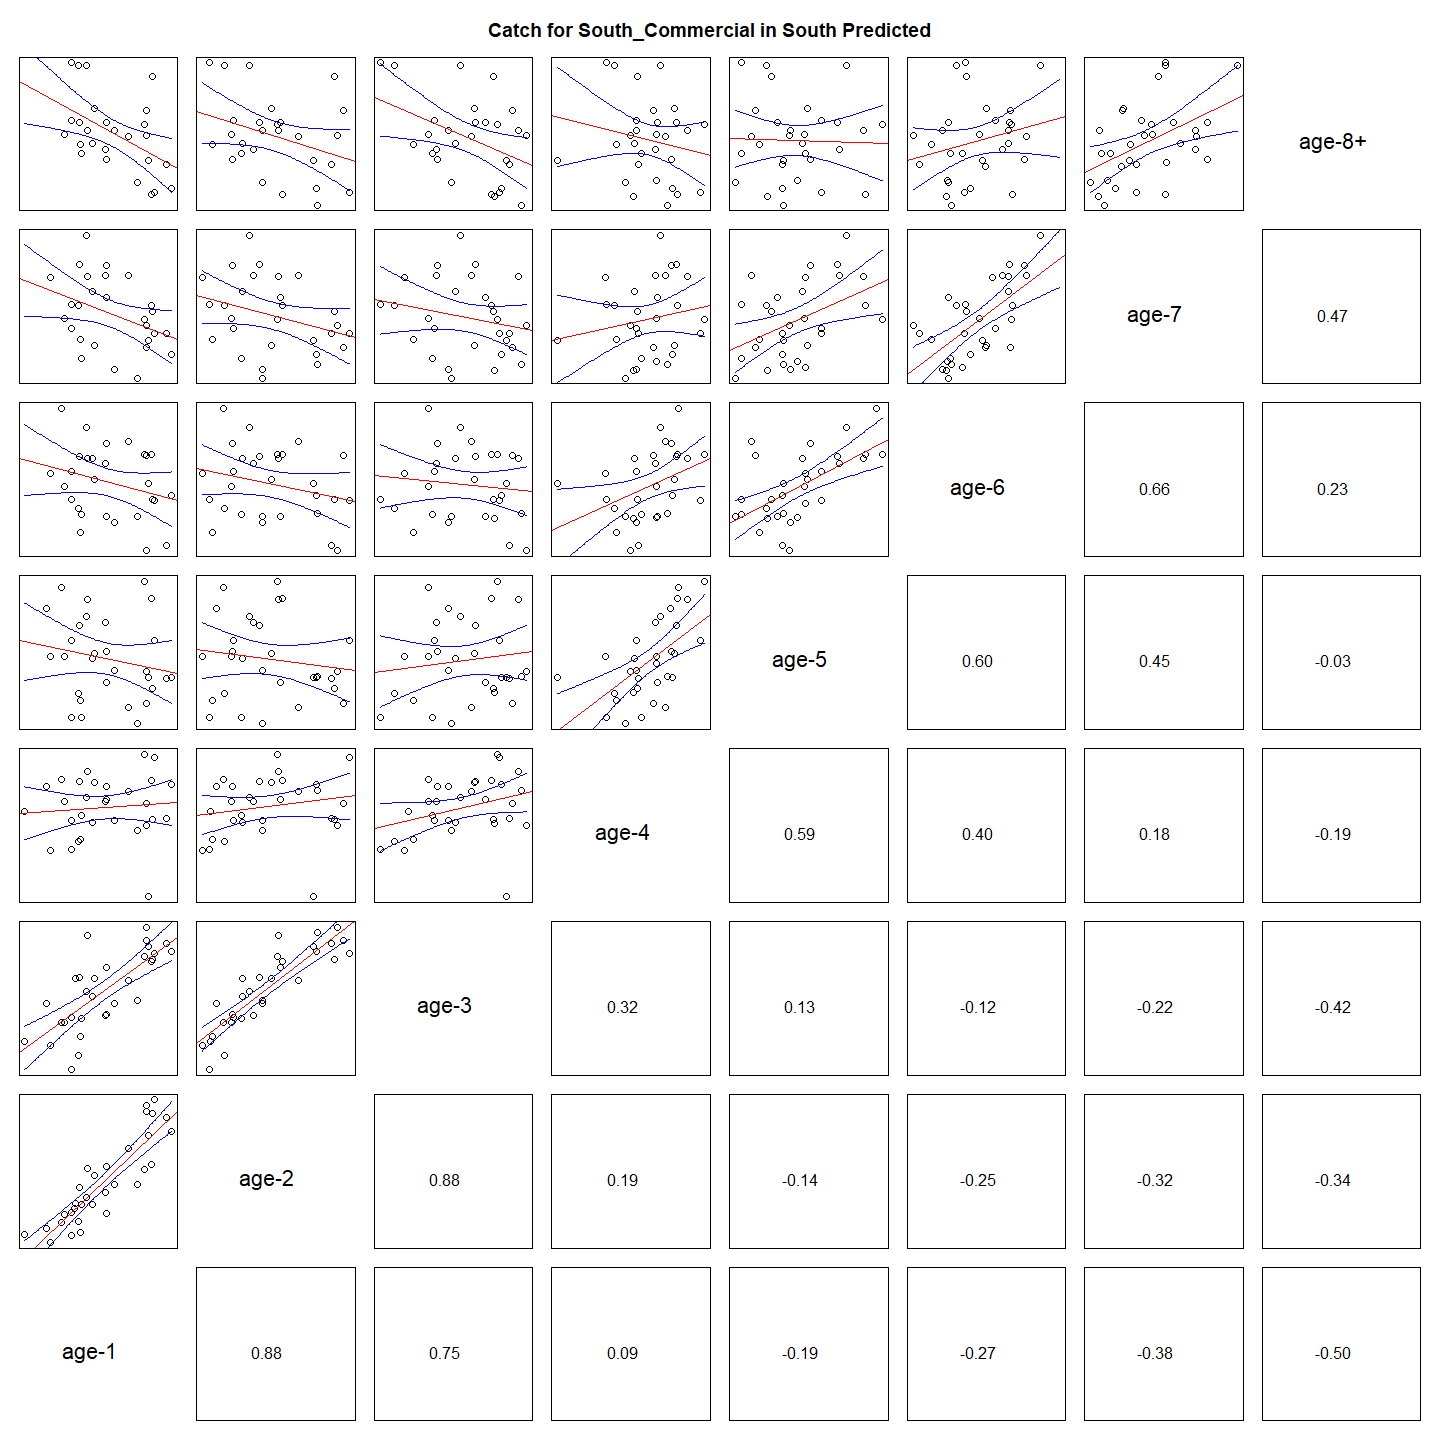 Catch for South_Commercial in South Predicted
age-8+
age-7 0.47
age-6 0.66 0.23
age-5 0.60 0.45 -0.03
age-4 0.59 0.40 0.18 -0.19
age-3 0.32 0.13 -0.12 -0.22 -0.42
age-2 0.88 0.19 -0.14 -0.25 -0.32 -0.34
age-1 0.88 0.75 0.09 -0.19 -0.27 -0.38 -0.50